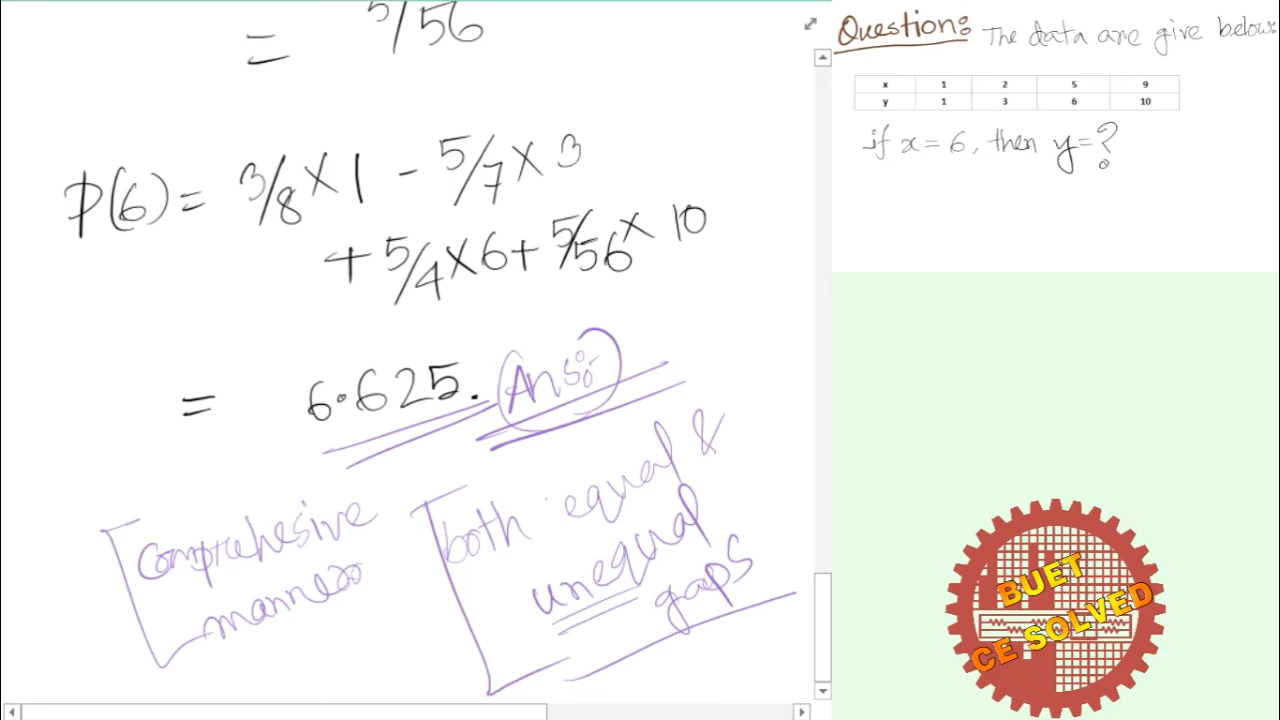 = 5/56
P(6) = 3/8 × 1 - 5/7 × 3
+ 5/4 × 6 + 5/56 × 10
= 6.625. Ans:
Comprehesive
manner
both equal &
unequal
gaps
Question: The data are give below:
x 1 2 5 9
y 1 3 6 10
if x = 6, then y = ?
BUET
CE SOLVED